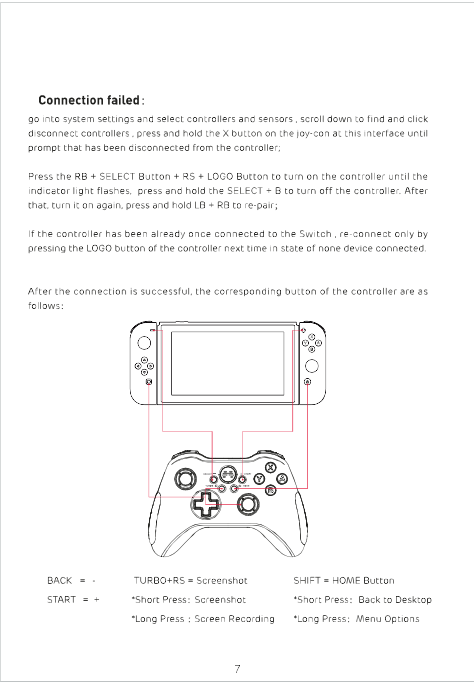 Connection failed:
go into system settings and select controllers and sensors , scroll down to find and click
disconnect controllers , press and hold the X button on the joy-con at this interface until
prompt that has been disconnected from the controller;
Press the RB + SELECT Button + RS + LOGO Button to turn on the controller until the
indicator light flashes, press and hold the SELECT + B to turn off the controller. After
that, turn it on again, press and hold LB + RB to re-pair;
If the controller has been already once connected to the Switch , re-connect only by
pressing the LOGO button of the controller next time in state of none device connected.
After the connection is successful, the corresponding button of the controller are as
follows:
X
Y
BACK = - TURBO+RS = Screenshot SHIFT = HOME Button
START = + *Short Press: Screenshot *Short Press: Back to Desktop
*Long Press : Screen Recording *Long Press: Menu Options
7